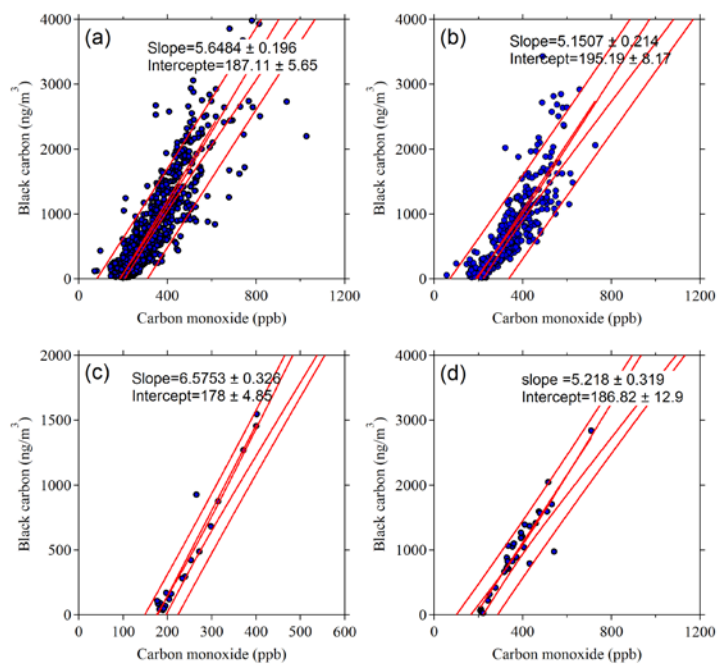 (a)
Slope=5.6484 ± 0.196
Intercepte=187.11 ± 5.65
Black carbon (ng/m³)
4000
3000
2000
1000
0
0 400 800 1200
Carbon monoxide (ppb)
(b)
Slope=5.1507 ± 0.214
Intercept=195.19 ± 8.17
Black carbon (ng/m³)
4000
3000
2000
1000
0
0 400 800 1200
Carbon monoxide (ppb)
(c)
Slope=6.5753 ± 0.326
Intercept=178 ± 4.85
Black carbon (ng/m³)
2000
1500
1000
500
0
0 100 200 300 400 500 600
Carbon monoxide (ppb)
(d)
slope =5.218 ± 0.319
Intercept=186.82 ± 12.9
Black carbon (ng/m³)
4000
3000
2000
1000
0
0 400 800 1200
Carbon monoxide (ppb)